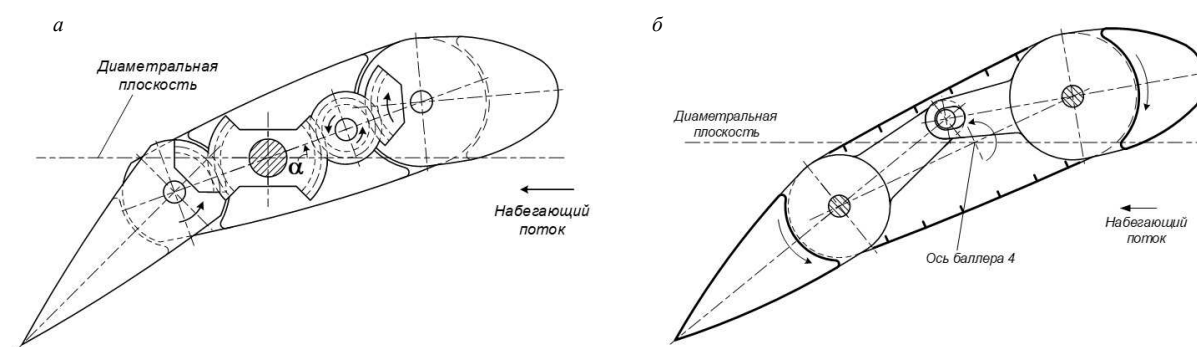 а
Диаметральная
плоскость
α
Набегающий
поток
б
Диаметральная
плоскость
Набегающий
поток
Ось баллера 4